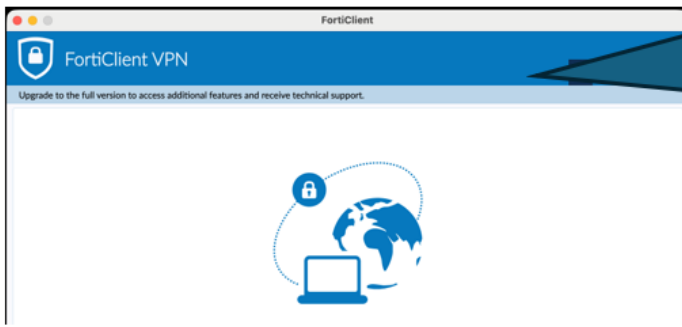 FortiClient
FortiClient VPN
Upgrade to the full version to access additional features and receive technical support.